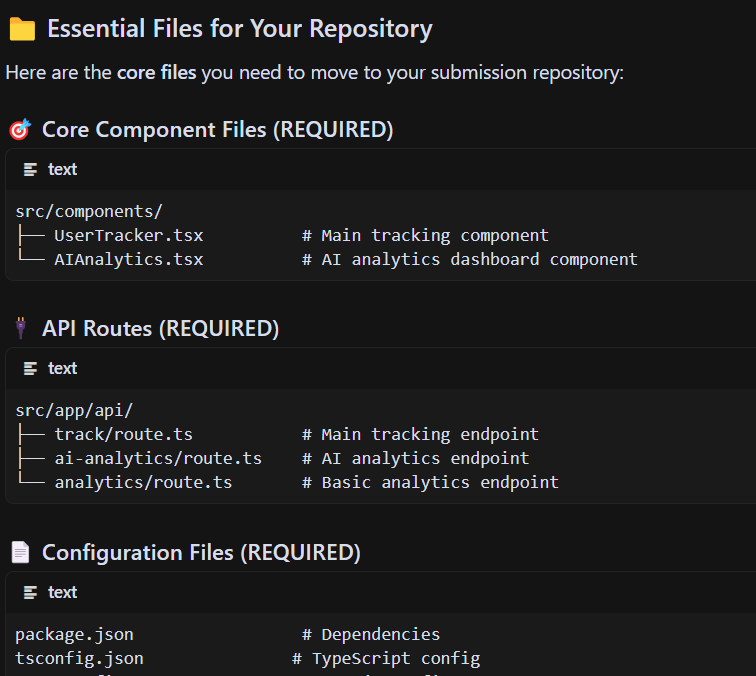 📁 Essential Files for Your Repository
Here are the core files you need to move to your submission repository:
🎯 Core Component Files (REQUIRED)
text
src/components/
├── UserTracker.tsx          # Main tracking component
└── AIAnalytics.tsx          # AI analytics dashboard component
🔌 API Routes (REQUIRED)
text
src/app/api/
├── track/route.ts           # Main tracking endpoint
├── ai-analytics/route.ts    # AI analytics endpoint
└── analytics/route.ts       # Basic analytics endpoint
📄 Configuration Files (REQUIRED)
text
package.json                 # Dependencies
tsconfig.json               # TypeScript config